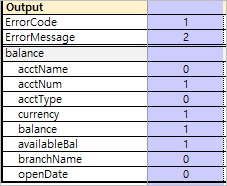 Output
ErrorCode 1
ErrorMessage 2
balance
acctName 0
acctNum 1
acctType 0
currency 1
balance 1
availableBal 1
branchName 0
openDate 0